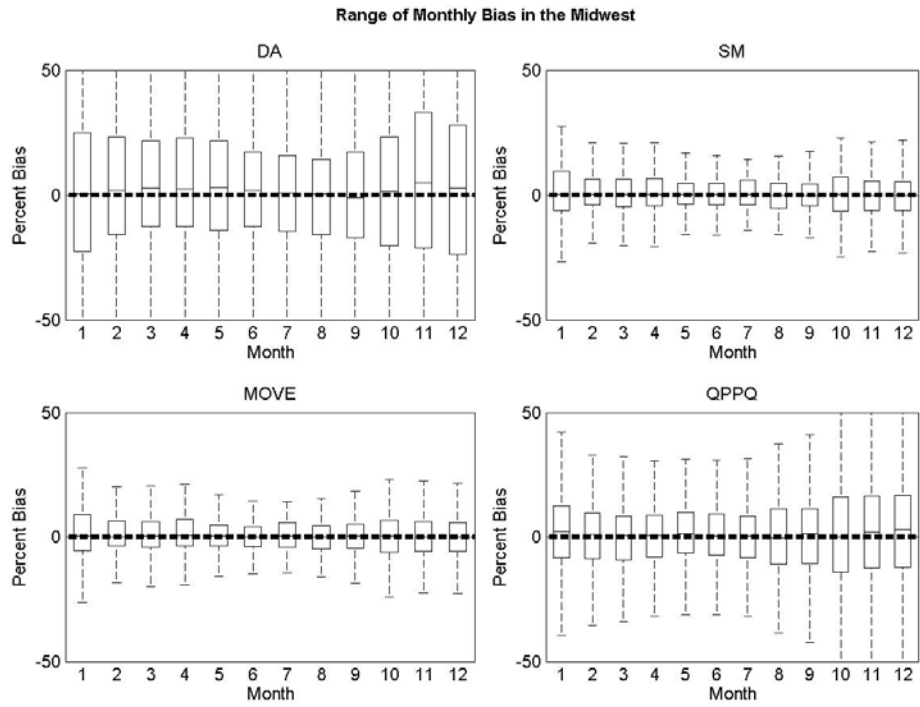 Range of Monthly Bias in the Midwest
DA
50
0
-50
Percent Bias
1 2 3 4 5 6 7 8 9 10 11 12
Month
SM
50
0
-50
Percent Bias
1 2 3 4 5 6 7 8 9 10 11 12
Month
MOVE
50
0
-50
Percent Bias
1 2 3 4 5 6 7 8 9 10 11 12
Month
QPPQ
50
0
-50
Percent Bias
1 2 3 4 5 6 7 8 9 10 11 12
Month